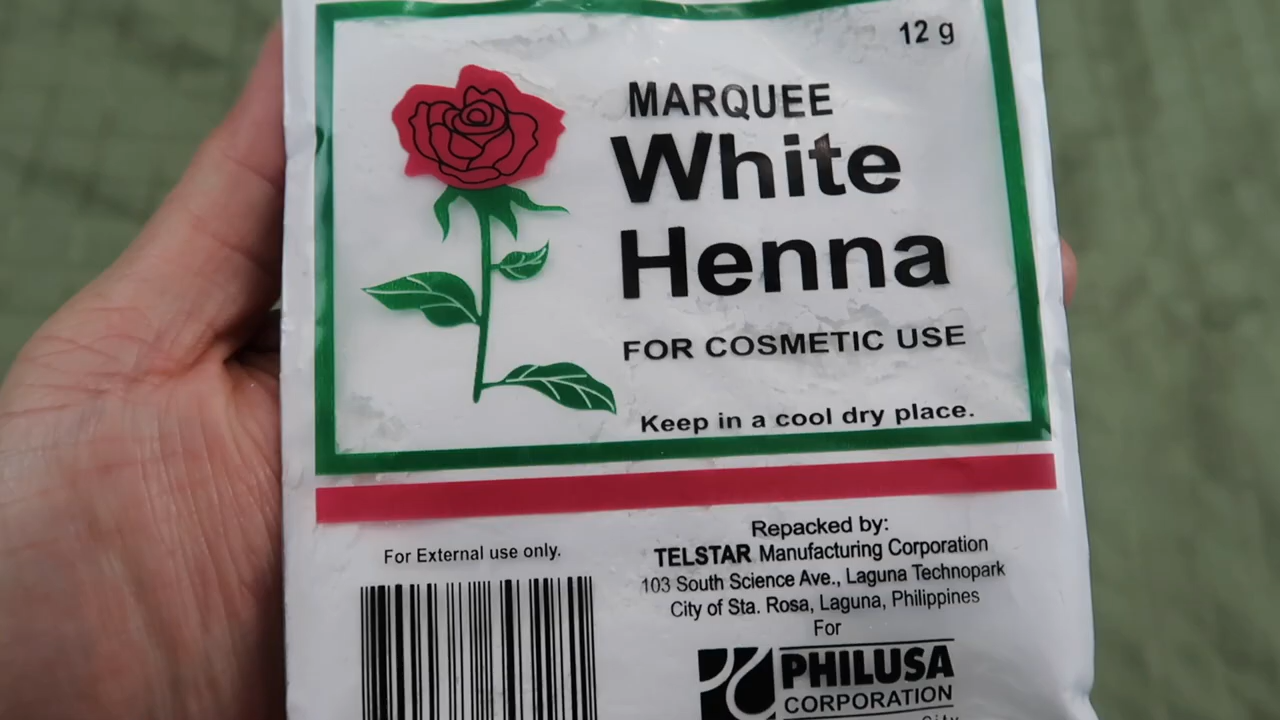 12 g
MARQUEE
White
Henna
FOR COSMETIC USE
Keep in a cool dry place.
For External use only.
Repacked by:
TELSTAR Manufacturing Corporation
103 South Science Ave., Laguna Technopark
City of Sta. Rosa, Laguna, Philippines
For
PHILUSA
CORPORATION
City